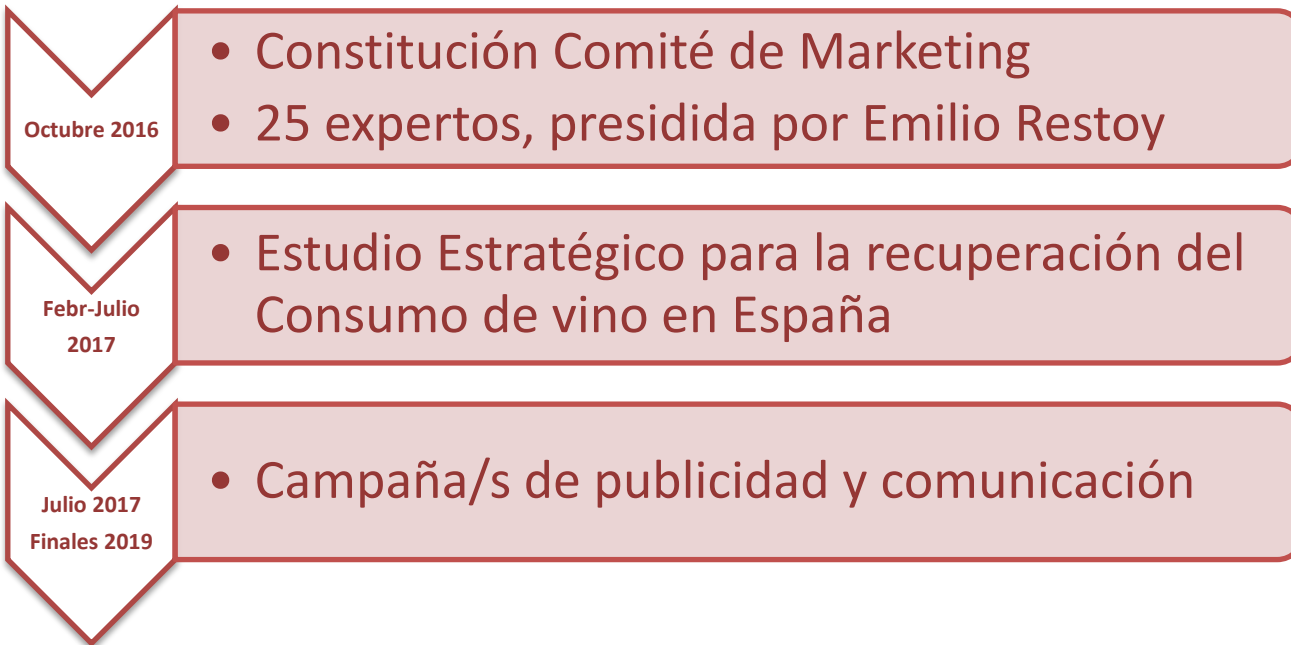 Octubre 2016
• Constitución Comité de Marketing
• 25 expertos, presidida por Emilio Restoy
Febr-Julio
2017
• Estudio Estratégico para la recuperación del
Consumo de vino en España
Julio 2017
Finales 2019
• Campaña/s de publicidad y comunicación